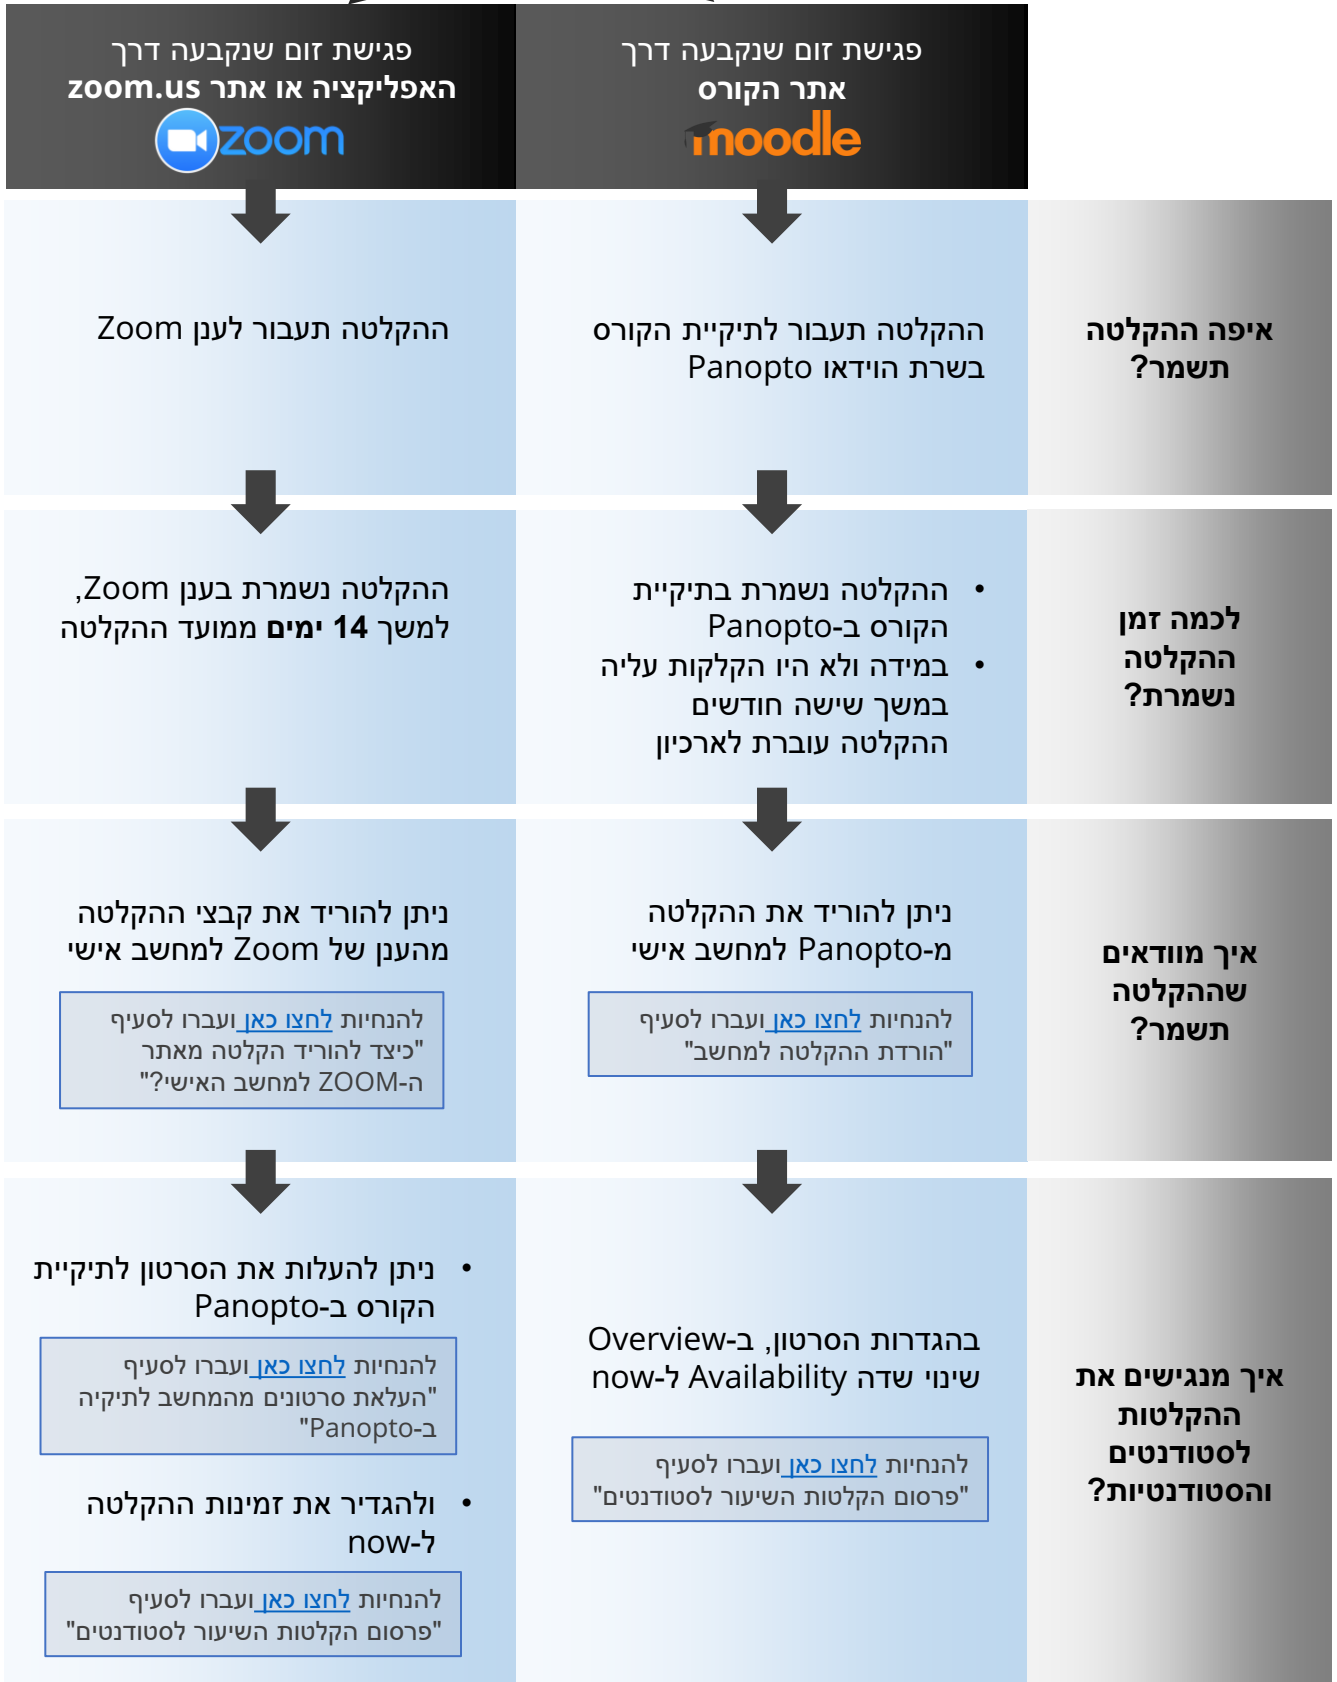 פגישת זום שנקבעה דרך
אתר הקורס
moodle
פגישת זום שנקבעה דרך
האפליקציה או אתר zoom.us
zoom
איפה ההקלטה
תשמר?
ההקלטה תעבור לתיקיית הקורס
בשרת הוידאו Panopto
ההקלטה תעבור לענן Zoom
לכמה זמן
ההקלטה
נשמרת?
• ההקלטה נשמרת בתיקיית
הקורס ב-Panopto
• במידה ולא היו הקלקות עליה
במשך שישה חודשים
ההקלטה עוברת לארכיון
ההקלטה נשמרת בענן Zoom,
למשך 14 ימים ממועד ההקלטה
איך מוודאים
שההקלטה
תשמר?
ניתן להוריד את ההקלטה
מ-Panopto למחשב אישי
להנחיות לחצו כאן ועברו לסעיף
"הורדת ההקלטה למחשב"
ניתן להוריד את קבצי ההקלטה
מהענן של Zoom למחשב אישי
להנחיות לחצו כאן ועברו לסעיף
"כיצד להוריד הקלטה מאתר
ה-ZOOM למחשב האישי?"
איך מנגישים את
ההקלטות
לסטודנטים
והסטודנטיות?
בהגדרות הסרטון, ב-Overview
שינוי שדה Availability ל-now
להנחיות לחצו כאן ועברו לסעיף
"פרסום הקלטות השיעור לסטודנטים"
• ניתן להעלות את הסרטון לתיקיית
הקורס ב-Panopto
להנחיות לחצו כאן ועברו לסעיף
"העלאת סרטונים מהמחשב לתיקיה
ב-Panopto"
• ולהגדיר את זמינות ההקלטה
ל-now
להנחיות לחצו כאן ועברו לסעיף
"פרסום הקלטות השיעור לסטודנטים"